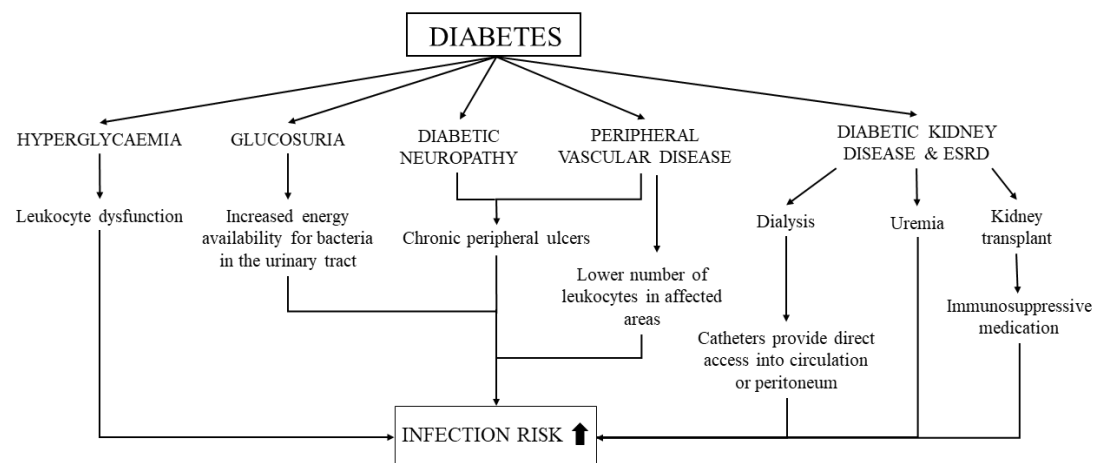 DIABETES
HYPERGLYCAEMIA
GLUCOSURIA
DIABETIC
NEUROPATHY
PERIPHERAL
VASCULAR DISEASE
DIABETIC KIDNEY
DISEASE & ESRD
Leukocyte dysfunction
Increased energy
availability for bacteria
in the urinary tract
Chronic peripheral ulcers
Lower number of
leukocytes in affected
areas
Dialysis
Uremia
Kidney
transplant
Catheters provide direct
access into circulation
or peritoneum
Immunosuppressive
medication
INFECTION RISK